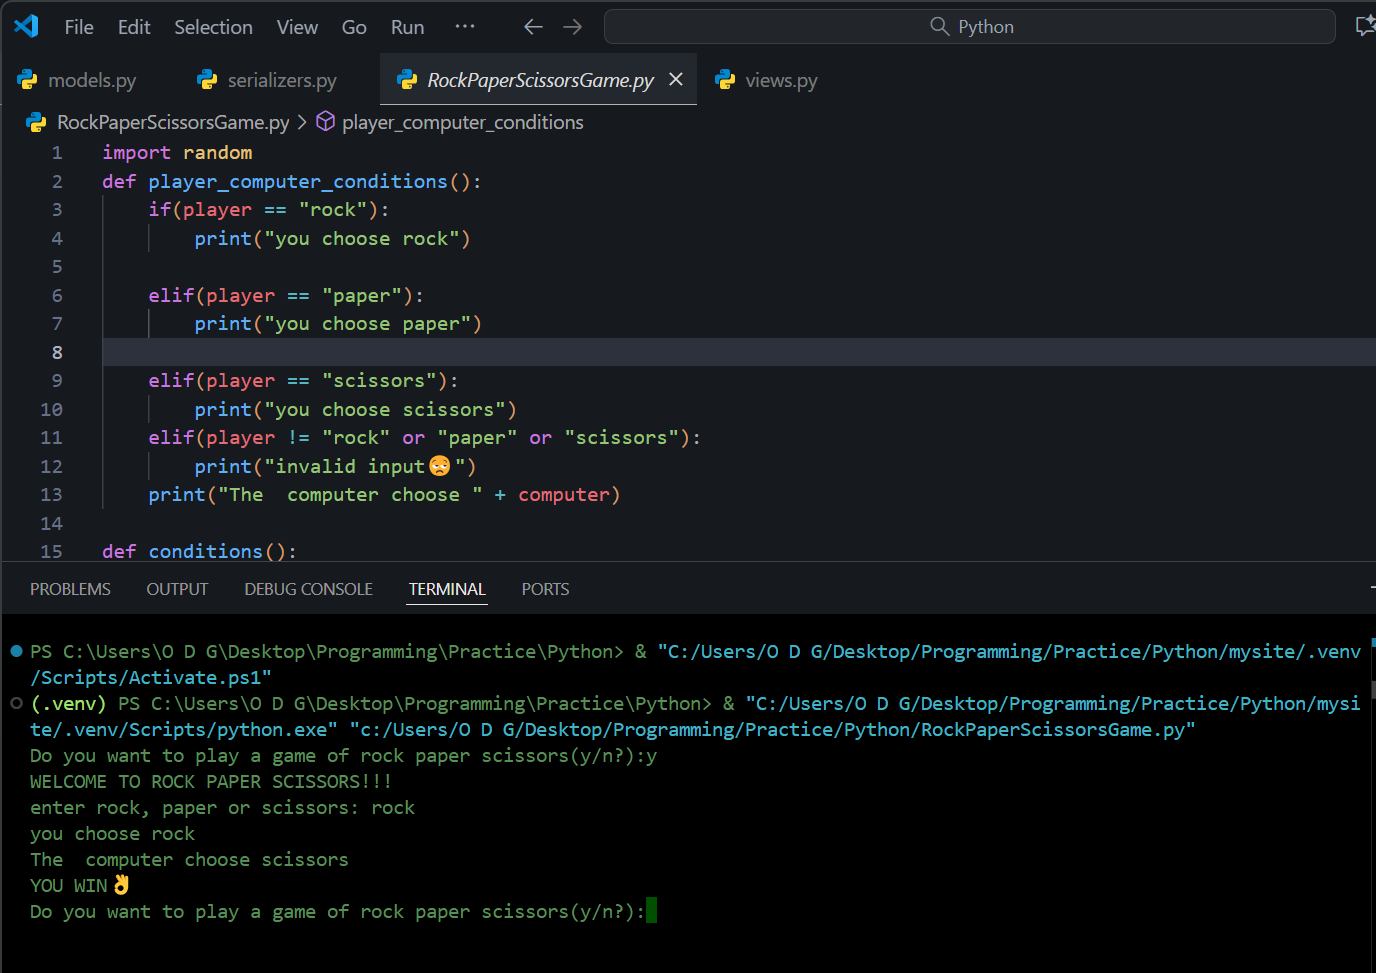 File Edit Selection View Go Run ··· Python
models.py serializers.py RockPaperScissorsGame.py views.py
RockPaperScissorsGame.py > player_computer_conditions
1 import random
2 def player_computer_conditions():
3 if(player == "rock"):
4 print("you choose rock")
5
6 elif(player == "paper"):
7 print("you choose paper")
8
9 elif(player == "scissors"):
10 print("you choose scissors")
11 elif(player != "rock" or "paper" or "scissors"):
12 print("invalid input😩")
13 print("The  computer choose " + computer)
14
15 def conditions():
PROBLEMS OUTPUT DEBUG CONSOLE TERMINAL PORTS
PS C:\Users\O D G\Desktop\Programming\Practice\Python> & "C:/Users/O D G/Desktop/Programming/Practice/Python/mysite/.venv
/Scripts/Activate.ps1"
(.venv) PS C:\Users\O D G\Desktop\Programming\Practice\Python> & "C:/Users/O D G/Desktop/Programming/Practice/Python/mysi
te/.venv/Scripts/python.exe" "c:/Users/O D G/Desktop/Programming/Practice/Python/RockPaperScissorsGame.py"
Do you want to play a game of rock paper scissors(y/n?):y
WELCOME TO ROCK PAPER SCISSORS!!!
enter rock, paper or scissors: rock
you choose rock
The  computer choose scissors
YOU WIN👌
Do you want to play a game of rock paper scissors(y/n?):